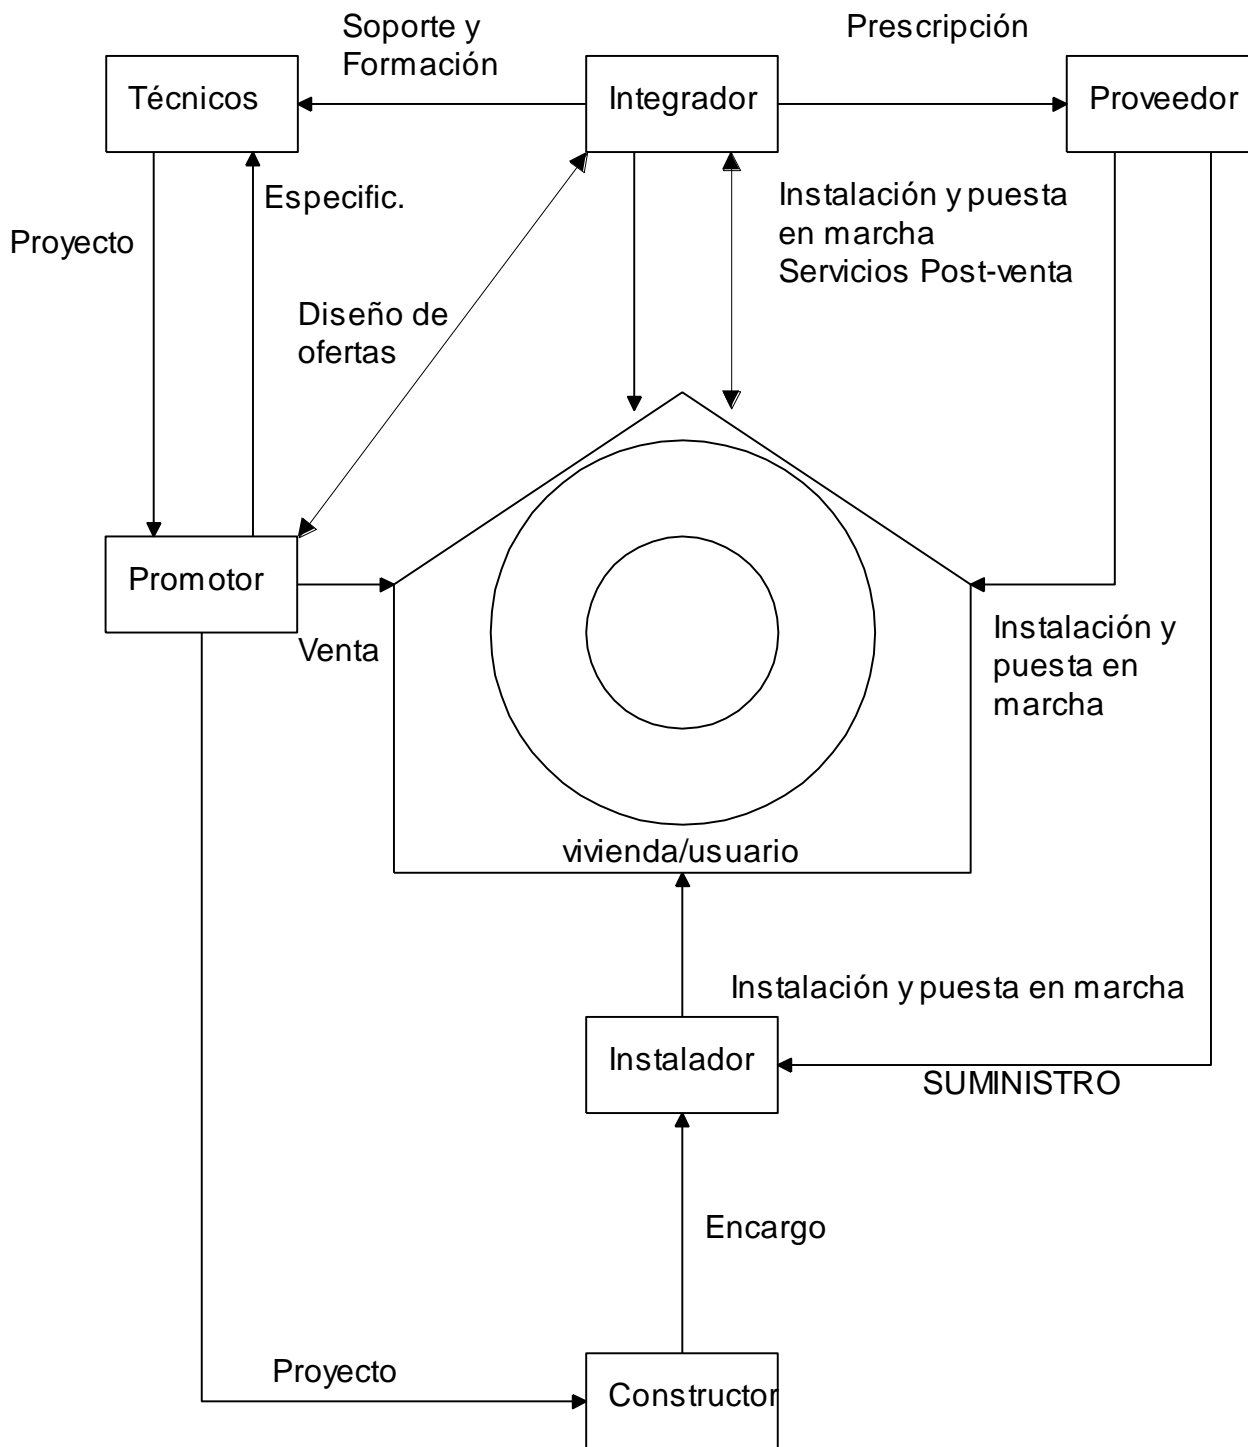 Soporte y
Formación
Prescripción
Técnicos
Integrador
Proveedor
Especific.
Proyecto
Instalación y puesta
en marcha
Servicios Post-venta
Diseño de
ofertas
Promotor
Venta
Instalación y
puesta en
marcha
vivienda/usuario
Instalación y puesta en marcha
Instalador
SUMINISTRO
Encargo
Proyecto
Constructor